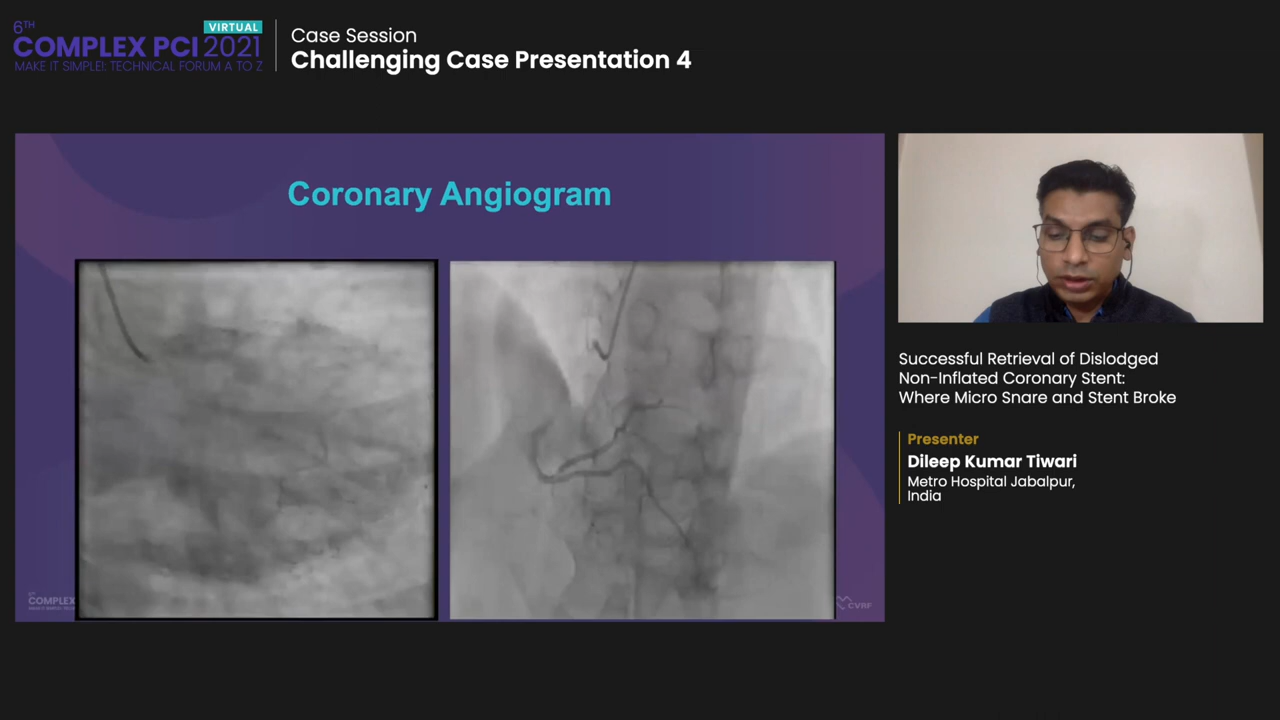 6TH
VIRTUAL
COMPLEX PCI 2021
MAKE IT SIMPLE!: TECHNICAL FORUM A TO Z
Case Session
Challenging Case Presentation 4
Coronary Angiogram
COMPLEX
CVRF
Successful Retrieval of Dislodged
Non-Inflated Coronary Stent:
Where Micro Snare and Stent Broke
Presenter
Dileep Kumar Tiwari
Metro Hospital Jabalpur,
India